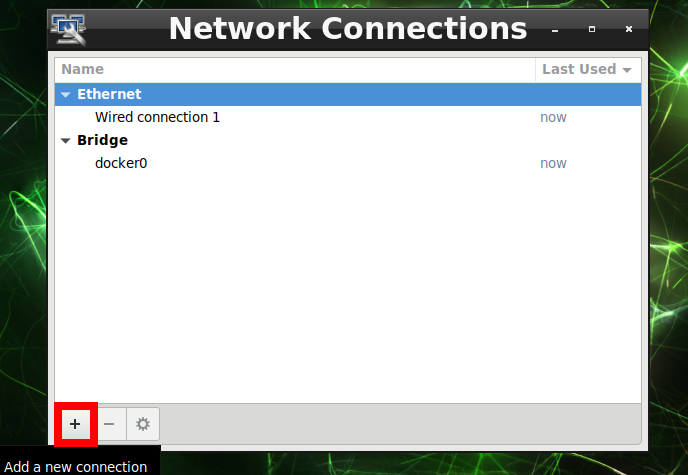 Network Connections
Name Last Used
Ethernet
Wired connection 1 now
Bridge
docker0 now
Add a new connection